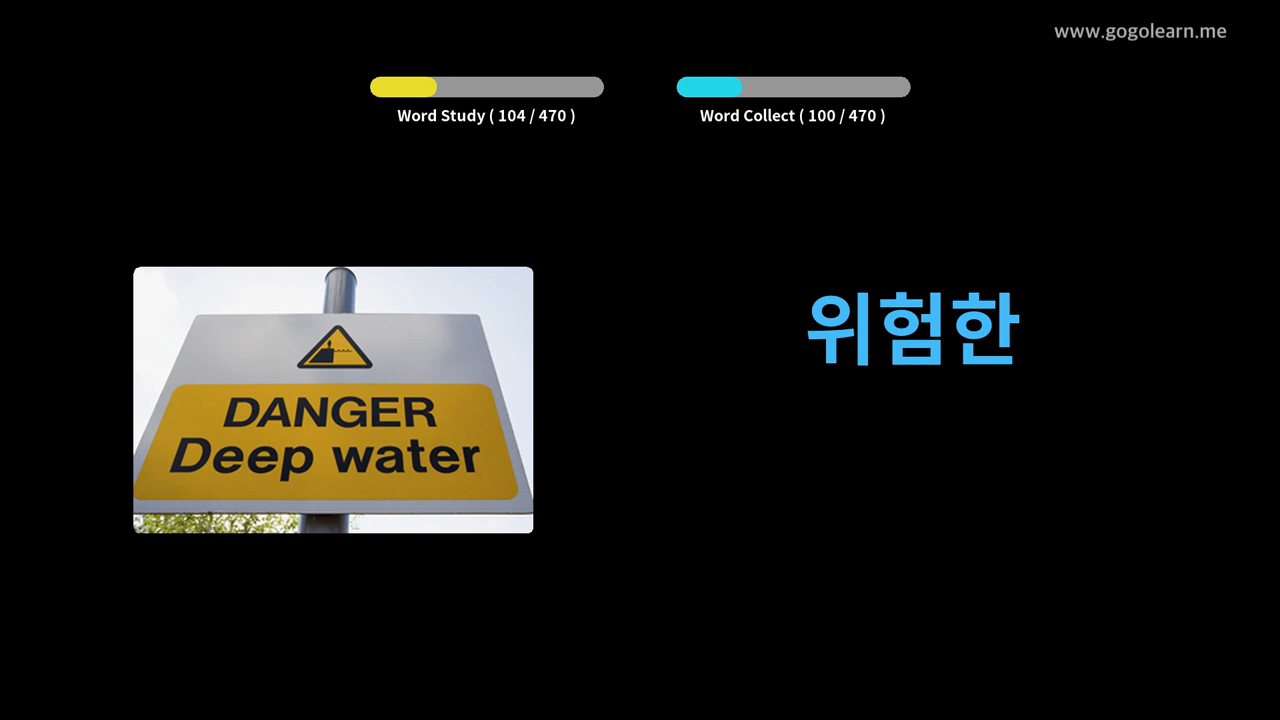 www.gogolearn.me
Word Study ( 104 / 470 )
Word Collect ( 100 / 470 )
DANGER
Deep water
위험한